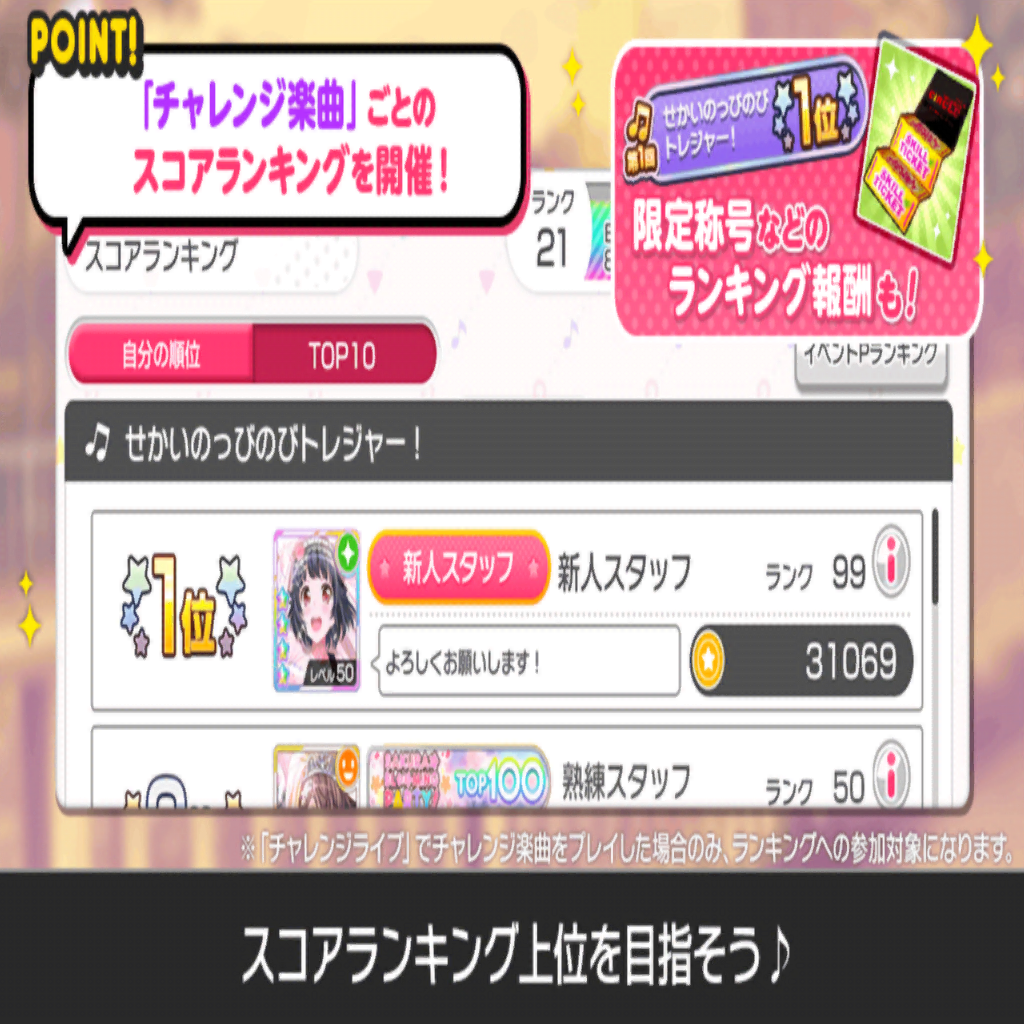 POINT!
「チャレンジ楽曲」ごとの
スコアランキングを開催!
第1回
せかいのっびのび
トレジャー!
1位
SKILL
TICKET
SKILL
TICKET
限定称号などの
ランキング報酬も!
スコアランキング
ランク
21
自分の順位
TOP10
イベントPランキング
せかいのっびのびトレジャー!
1位
レベル50
新人スタッフ
新人スタッフ
ランク 99
よろしくお願いします!
31069
PARTY
TOP100
熟練スタッフ
ランク 50
※「チャレンジライブ」でチャレンジ楽曲をプレイした場合のみ、ランキングへの参加対象になります。
スコアランキング上位を目指そう♪